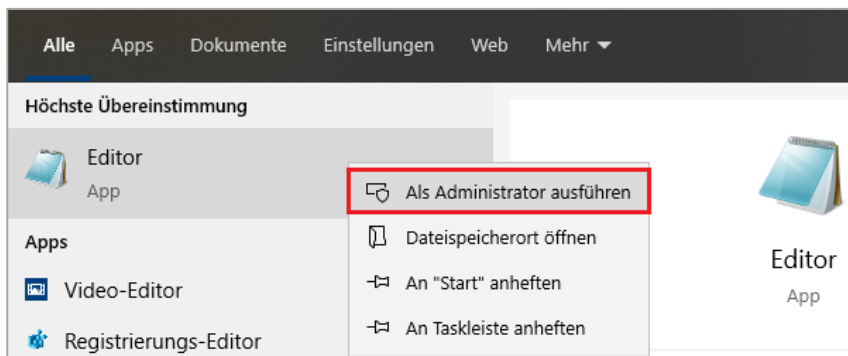 Alle Apps Dokumente Einstellungen Web Mehr
Höchste Übereinstimmung
Editor
App
Als Administrator ausführen
Dateispeicherort öffnen
An "Start" anheften
An Taskleiste anheften
Apps
Video-Editor
Registrierungs-Editor
Editor
App